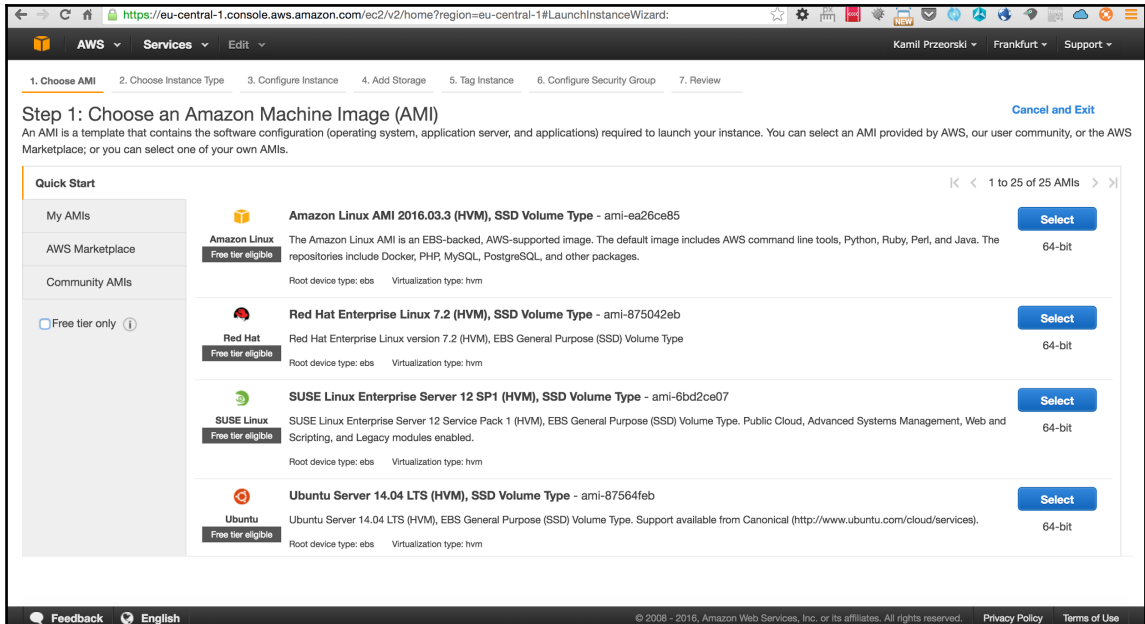 https://eu-central-1.console.aws.amazon.com/ec2/v2/home?region=eu-central-1#LaunchInstanceWizard:
NEW
AWS Services Edit Kamil Przeorski Frankfurt Support
1. Choose AMI 2. Choose Instance Type 3. Configure Instance 4. Add Storage 5. Tag Instance 6. Configure Security Group 7. Review
Step 1: Choose an Amazon Machine Image (AMI)
Cancel and Exit
An AMI is a template that contains the software configuration (operating system, application server, and applications) required to launch your instance. You can select an AMI provided by AWS, our user community, or the AWS
Marketplace; or you can select one of your own AMIs.
Quick Start
1 to 25 of 25 AMIs
My AMIs
AWS Marketplace
Community AMIs
Free tier only
Amazon Linux
Free tier eligible
Amazon Linux AMI 2016.03.3 (HVM), SSD Volume Type - ami-ea26ce85
The Amazon Linux AMI is an EBS-backed, AWS-supported image. The default image includes AWS command line tools, Python, Ruby, Perl, and Java. The
repositories include Docker, PHP, MySQL, PostgreSQL, and other packages.
Root device type: ebs Virtualization type: hvm
Select
64-bit
Red Hat
Free tier eligible
Red Hat Enterprise Linux 7.2 (HVM), SSD Volume Type - ami-875042eb
Red Hat Enterprise Linux version 7.2 (HVM), EBS General Purpose (SSD) Volume Type
Root device type: ebs Virtualization type: hvm
Select
64-bit
SUSE Linux
Free tier eligible
SUSE Linux Enterprise Server 12 SP1 (HVM), SSD Volume Type - ami-6bd2ce07
SUSE Linux Enterprise Server 12 Service Pack 1 (HVM), EBS General Purpose (SSD) Volume Type. Public Cloud, Advanced Systems Management, Web and
Scripting, and Legacy modules enabled.
Root device type: ebs Virtualization type: hvm
Select
64-bit
Ubuntu
Free tier eligible
Ubuntu Server 14.04 LTS (HVM), SSD Volume Type - ami-87564feb
Ubuntu Server 14.04 LTS (HVM), EBS General Purpose (SSD) Volume Type. Support available from Canonical (http://www.ubuntu.com/cloud/services).
Root device type: ebs Virtualization type: hvm
Select
64-bit
Feedback English © 2008 - 2016, Amazon Web Services, Inc. or its affiliates. All rights reserved. Privacy Policy Terms of Use